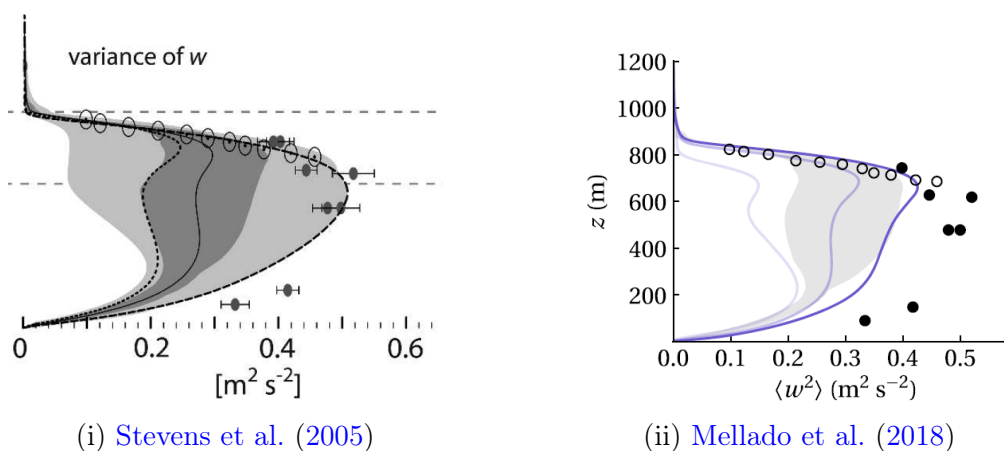 variance of w
0 0.2 0.4 0.6
[m² s⁻²]
(i) Stevens et al. (2005)
1200
1000
800
600
400
200
z (m)
0.0 0.1 0.2 0.3 0.4 0.5
⟨w²⟩ (m² s⁻²)
(ii) Mellado et al. (2018)